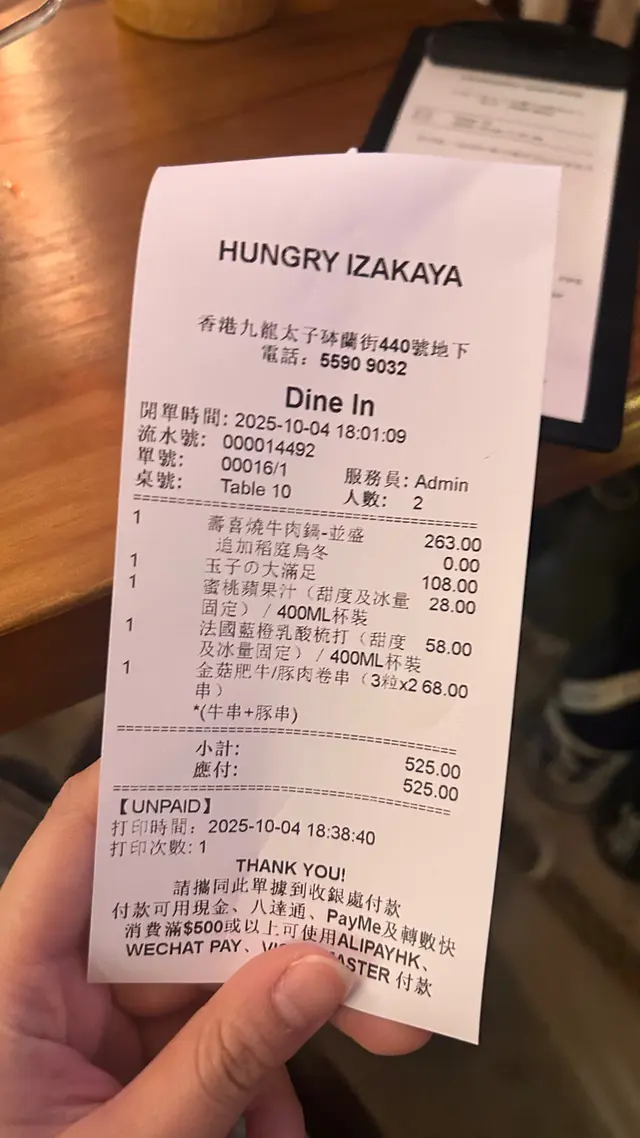 HUNGRY IZAKAYA
香港九龍太子砵蘭街440號地下
電話：5590 9032
Dine In
開單時間: 2025-10-04 18:01:09
流水號: 000014492
單號: 00016/1 服務員: Admin
桌號: Table 10 人數: 2
1 壽喜燒牛肉鍋-並盛 263.00
追加稻庭烏冬 0.00
1 玉子の大滿足 108.00
1 蜜桃蘋果汁（甜度及冰量 28.00
固定）/ 400ML杯裝
1 法國藍橙乳酸梳打（甜度 58.00
及冰量固定）/ 400ML杯裝
1 金菇肥牛/豚肉卷串（3粒x2 68.00
串）
*(牛串+豚串)
小計: 525.00
應付: 525.00
【UNPAID】
打印時間：2025-10-04 18:38:40
打印次數: 1
THANK YOU!
請攜同此單據到收銀處付款
付款可用現金、八達通、PayMe及轉數快
消費滿$500或以上可使用ALIPAYHK、
WECHAT PAY、 付款